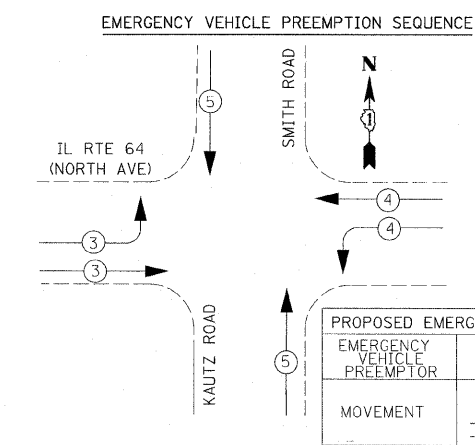 EMERGENCY VEHICLE PREEMPTION SEQUENCE
N
SMITH ROAD
5
1
IL RTE 64
(NORTH AVE)
4
4
3
3
KAUTZ ROAD
5
PROPOSED EMERG
EMERGENCY
VEHICLE
PREEMPTOR
MOVEMENT